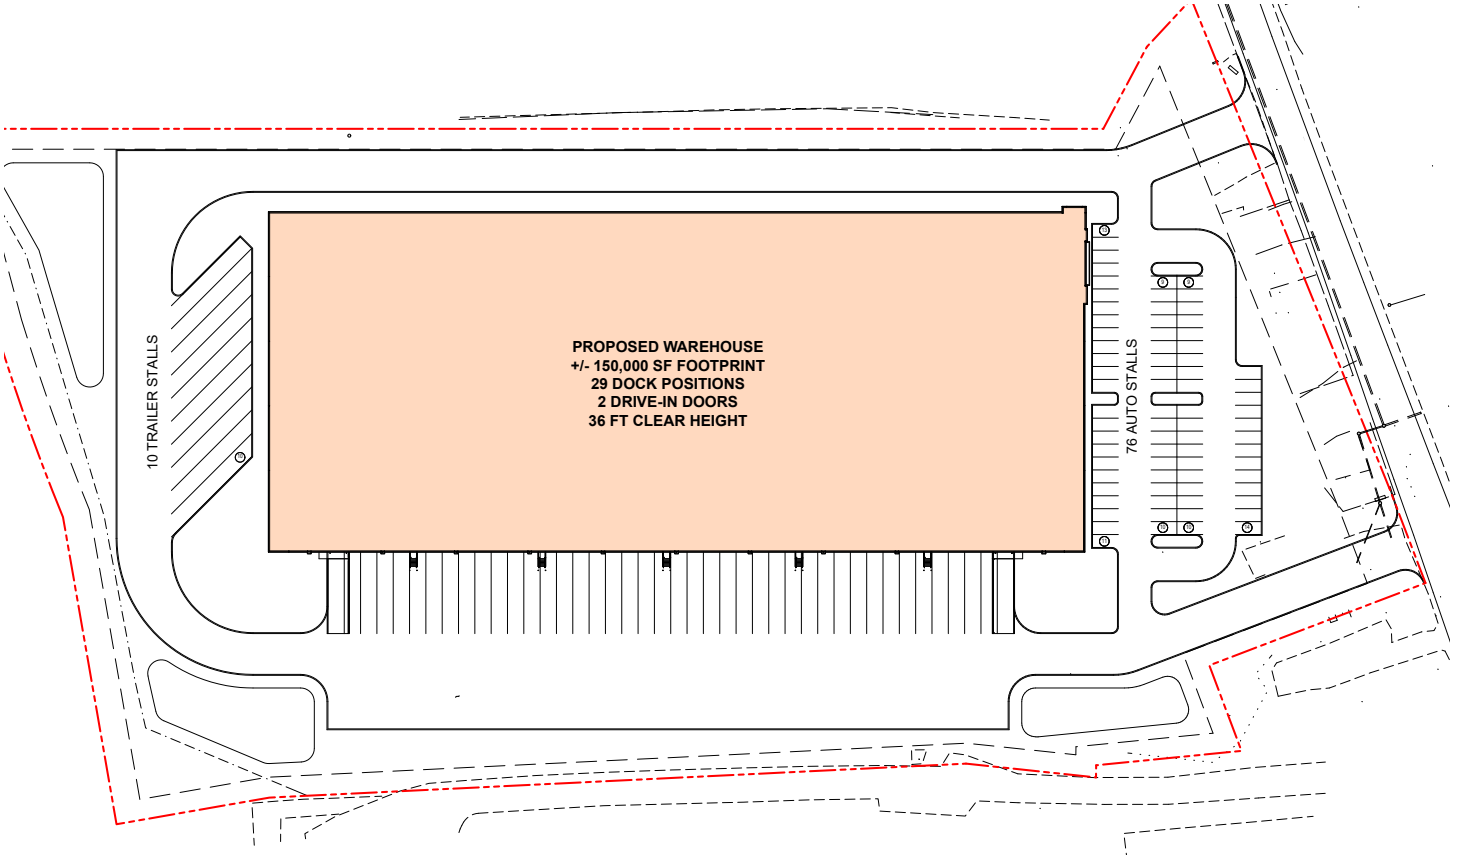 PROPOSED WAREHOUSE
+/- 150,000 SF FOOTPRINT
29 DOCK POSITIONS
2 DRIVE-IN DOORS
36 FT CLEAR HEIGHT
10 TRAILER STALLS
76 AUTO STALLS